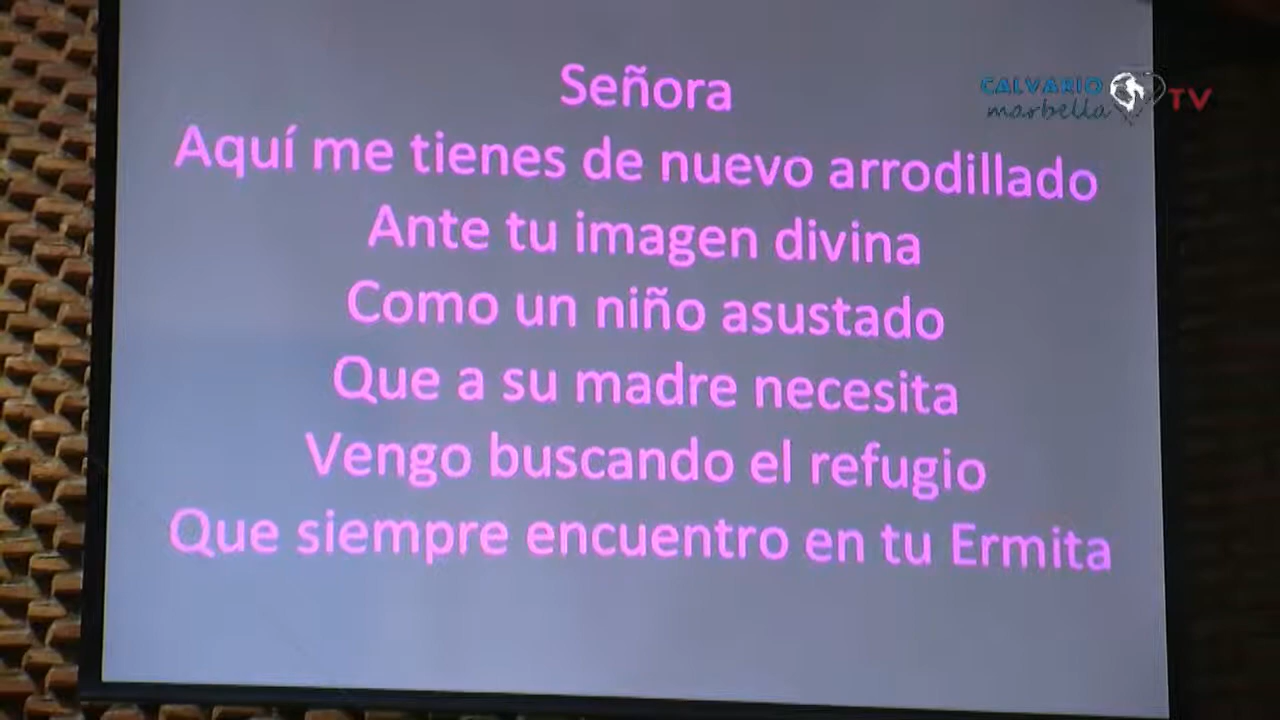 Señora
Aquí me tienes de nuevo arrodillado
Ante tu imagen divina
Como un niño asustado
Que a su madre necesita
Vengo buscando el refugio
Que siempre encuentro en tu Ermita
CALVARIO TV
marbella